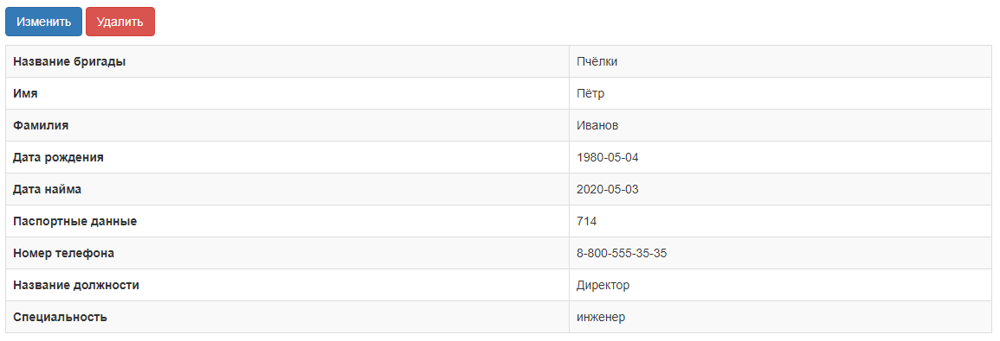 Изменить Удалить
Название бригады Пчёлки
Имя Пётр
Фамилия Иванов
Дата рождения 1980-05-04
Дата найма 2020-05-03
Паспортные данные 714
Номер телефона 8-800-555-35-35
Название должности Директор
Специальность инженер